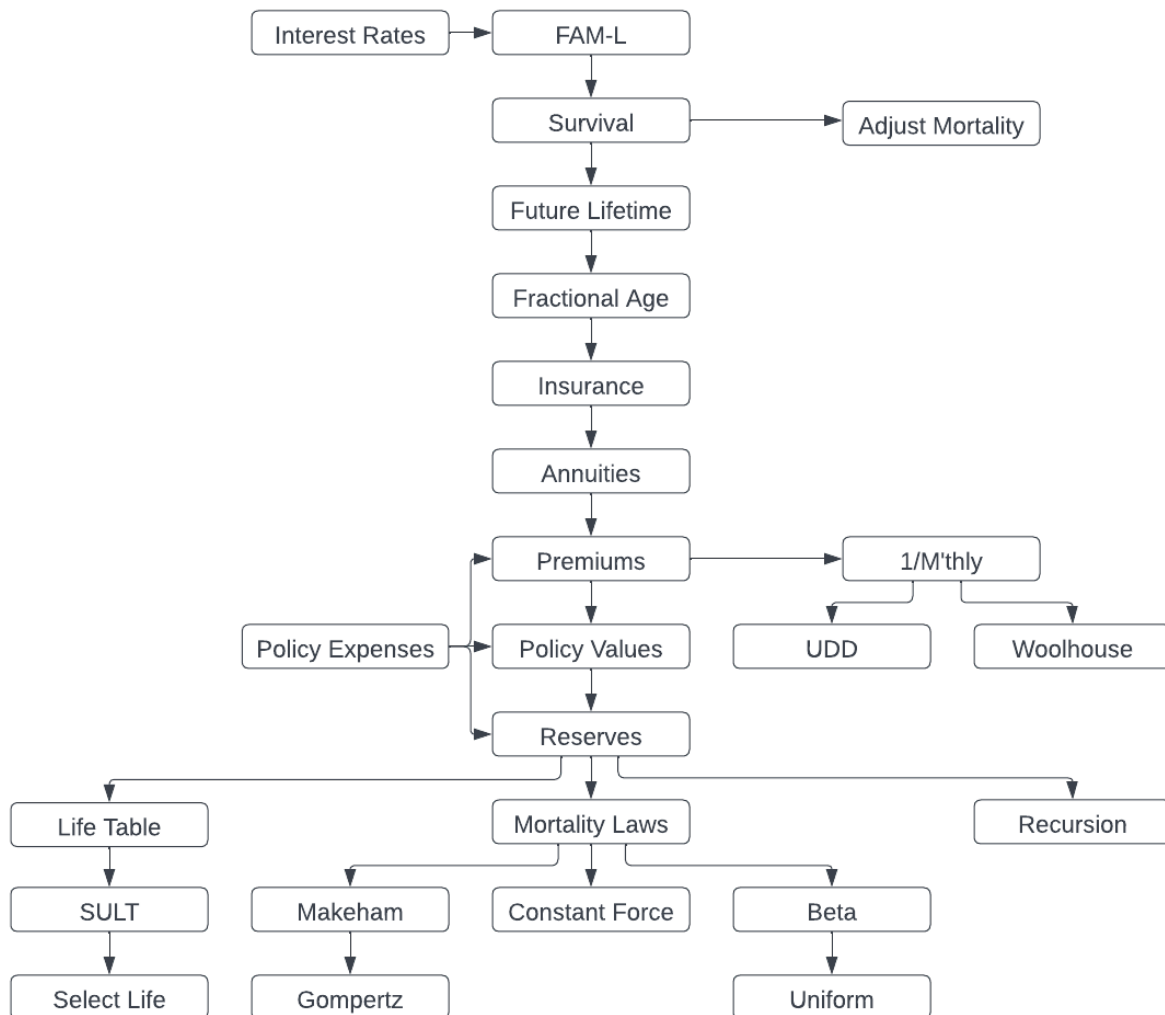 Interest Rates
FAM-L
Survival
Adjust Mortality
Future Lifetime
Fractional Age
Insurance
Annuities
Premiums
1/M'thly
Policy Expenses
Policy Values
UDD
Woolhouse
Reserves
Life Table
Mortality Laws
Recursion
SULT
Makeham
Constant Force
Beta
Select Life
Gompertz
Uniform